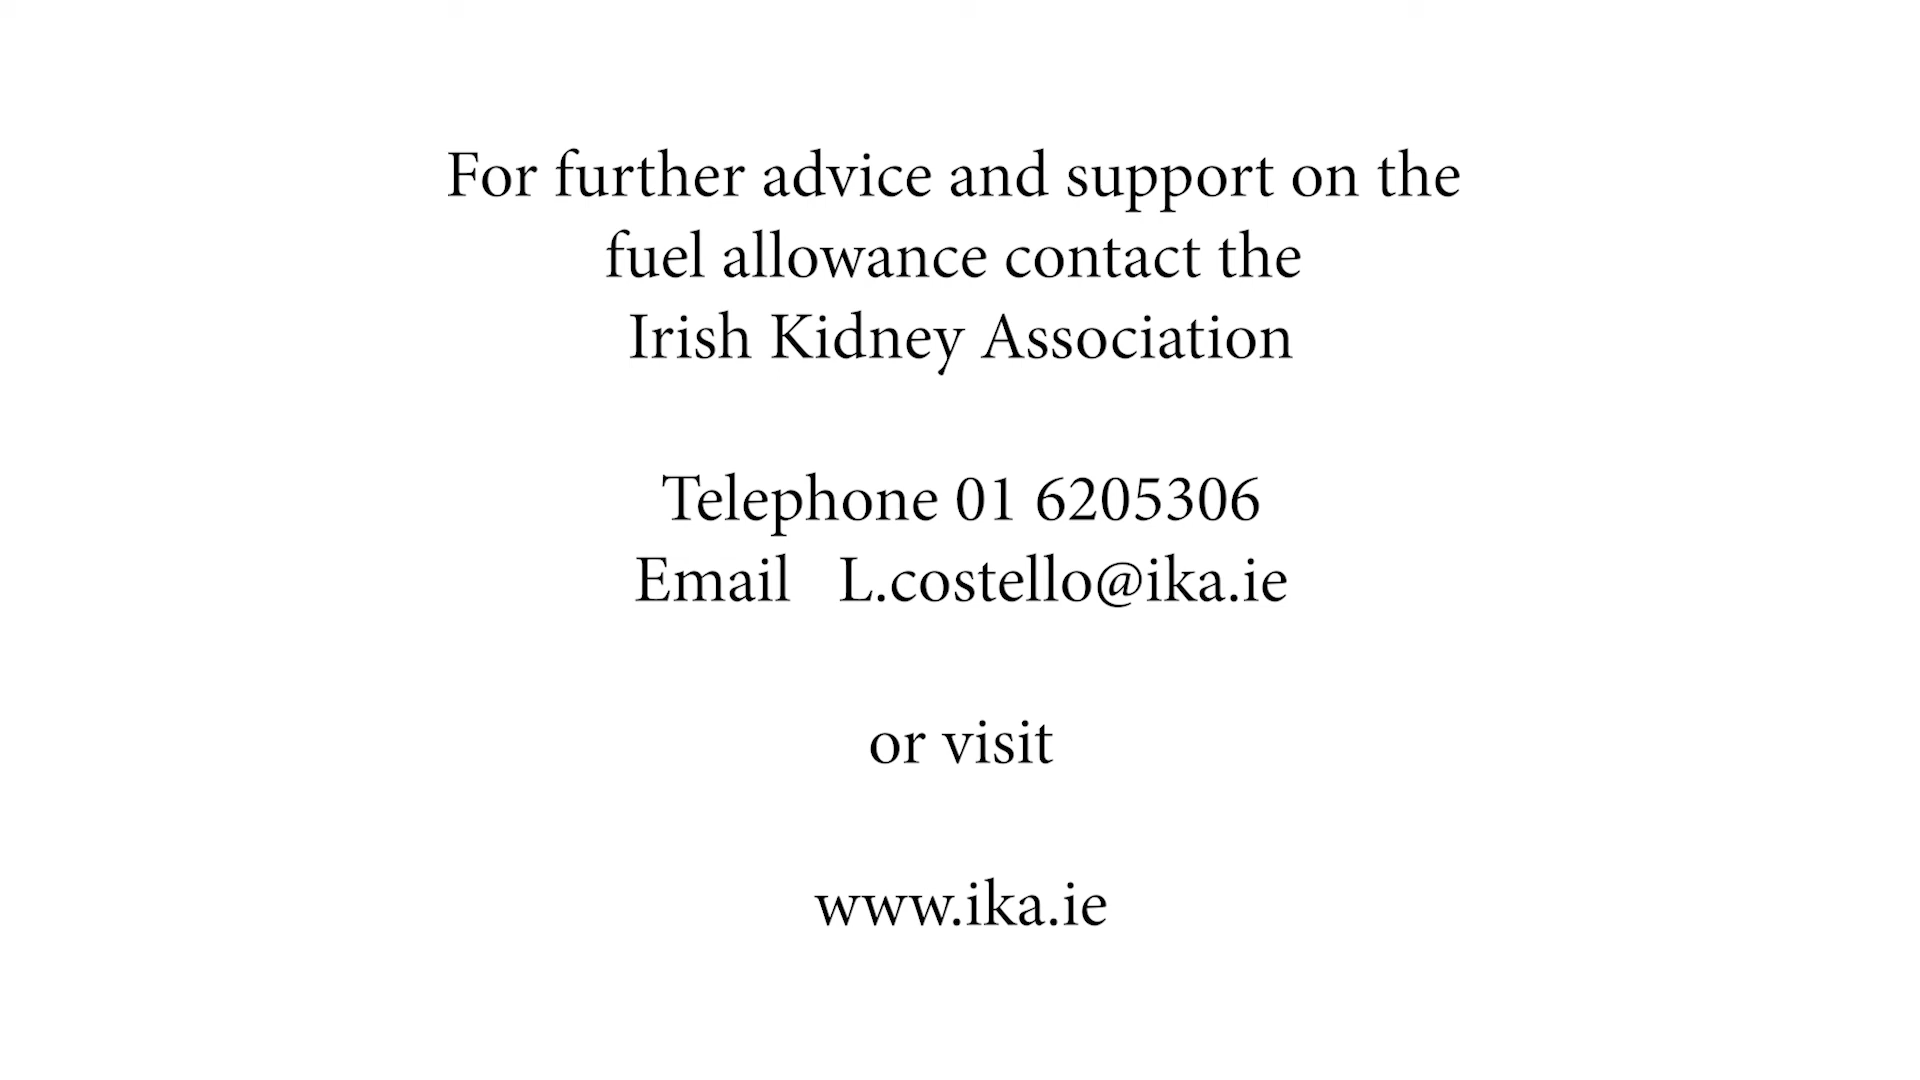 For further advice and support on the
fuel allowance contact the
Irish Kidney Association
Telephone 01 6205306
Email L.costello@ika.ie
or visit
www.ika.ie